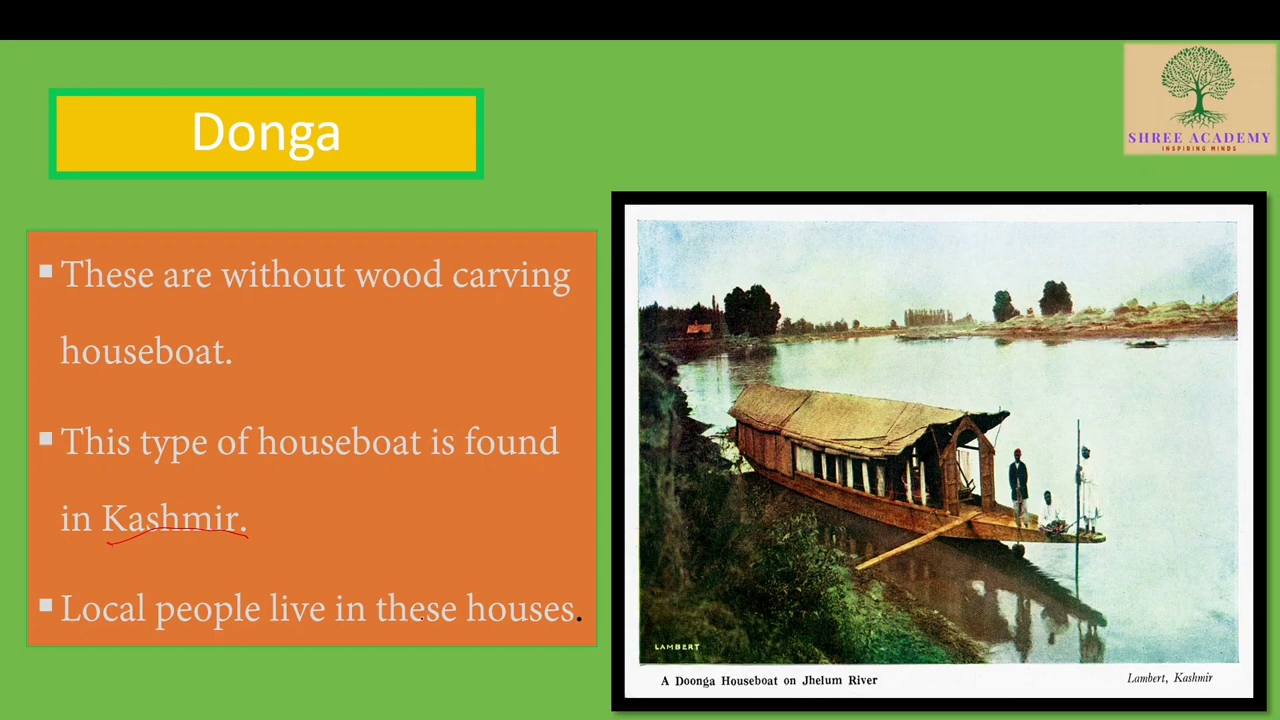 SHREE ACADEMY
INSPIRING MINDS
Donga
These are without wood carving
houseboat.
This type of houseboat is found
in Kashmir.
Local people live in these houses.
LAMBERT
A Doonga Houseboat on Jhelum River
Lambert, Kashmir